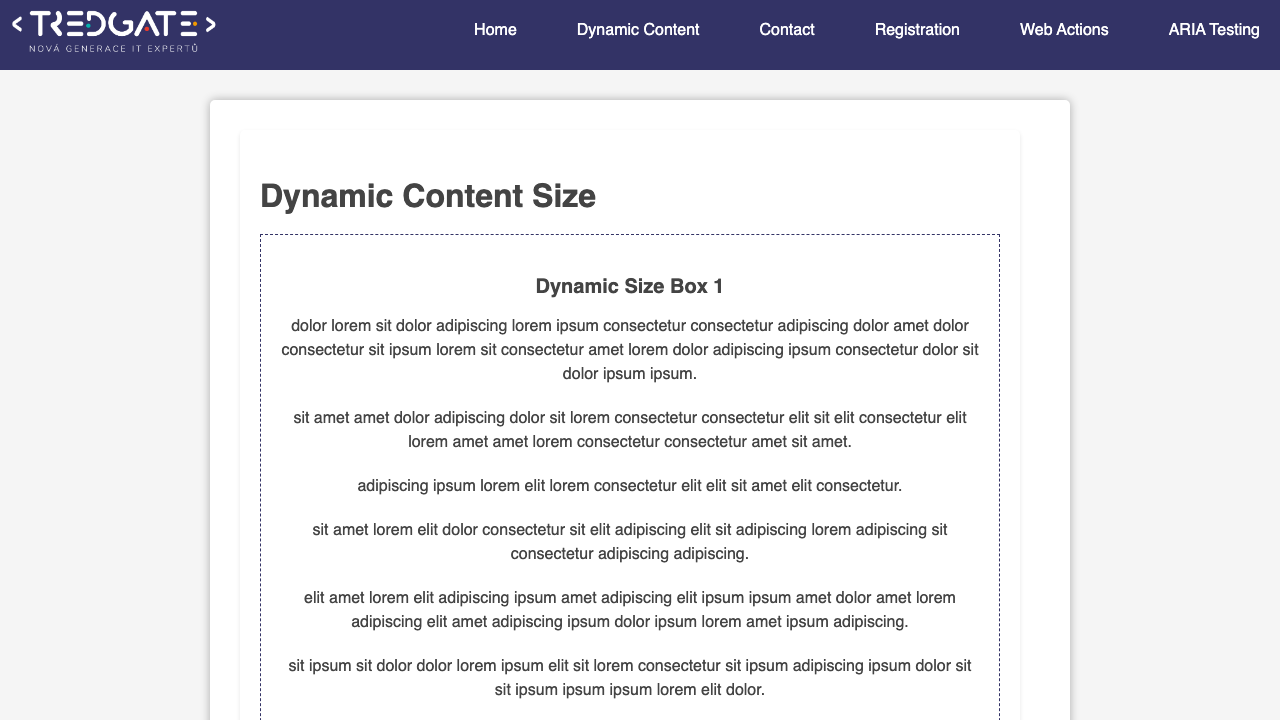 < TREDGATE >
NOVÁ GENERACE IT EXPERTŮ
Home
Dynamic Content
Contact
Registration
Web Actions
ARIA Testing
Dynamic Content Size
Dynamic Size Box 1
dolor lorem sit dolor adipiscing lorem ipsum consectetur consectetur adipiscing dolor amet dolor
consectetur sit ipsum lorem sit consectetur amet lorem dolor adipiscing ipsum consectetur dolor sit
dolor ipsum ipsum.
sit amet amet dolor adipiscing dolor sit lorem consectetur consectetur elit sit elit consectetur elit
lorem amet amet lorem consectetur consectetur amet sit amet.
adipiscing ipsum lorem elit lorem consectetur elit elit sit amet elit consectetur.
sit amet lorem elit dolor consectetur sit elit adipiscing elit sit adipiscing lorem adipiscing sit
consectetur adipiscing adipiscing.
elit amet lorem elit adipiscing ipsum amet adipiscing elit ipsum ipsum amet dolor amet lorem
adipiscing elit amet adipiscing ipsum dolor ipsum lorem amet ipsum adipiscing.
sit ipsum sit dolor dolor lorem ipsum elit sit lorem consectetur sit ipsum adipiscing ipsum dolor sit
sit ipsum ipsum ipsum lorem elit dolor.